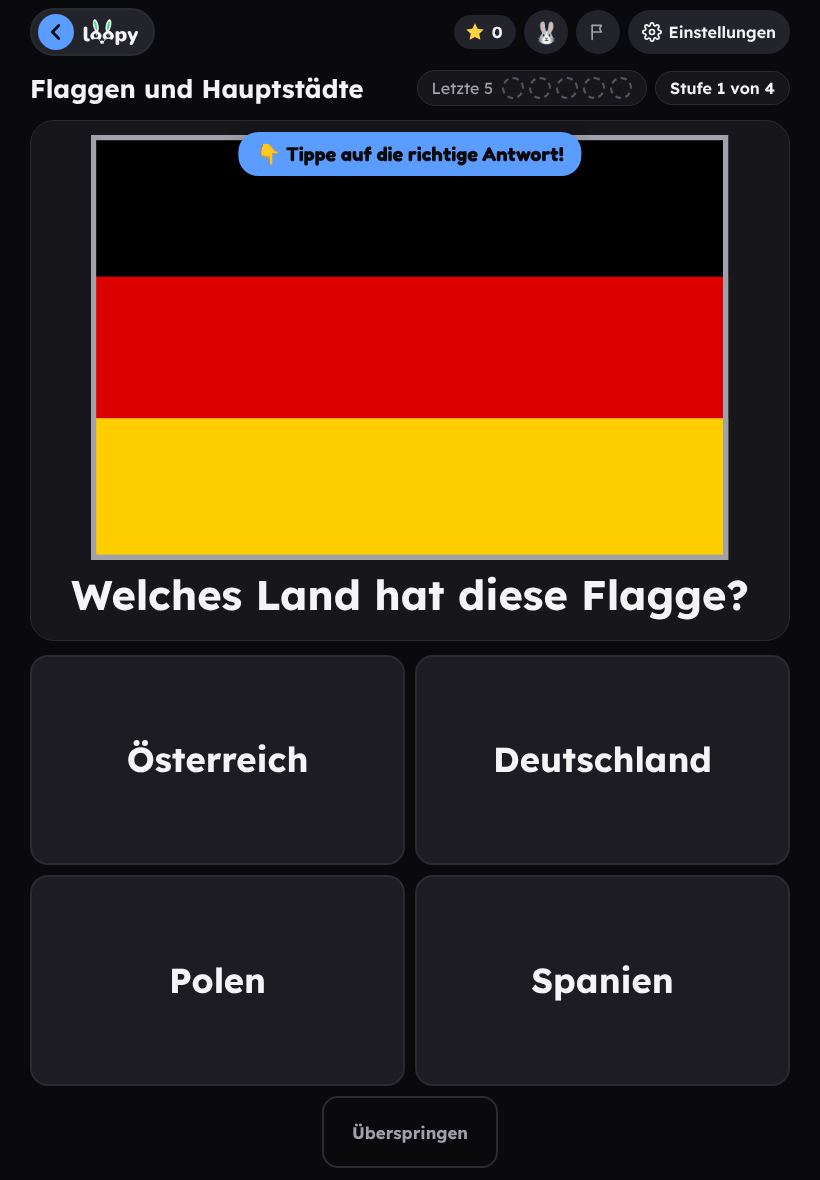 loopy
0
Einstellungen
Flaggen und Hauptstädte
Letzte 5
Stufe 1 von 4
Tippe auf die richtige Antwort!
Welches Land hat diese Flagge?
Österreich
Deutschland
Polen
Spanien
Überspringen